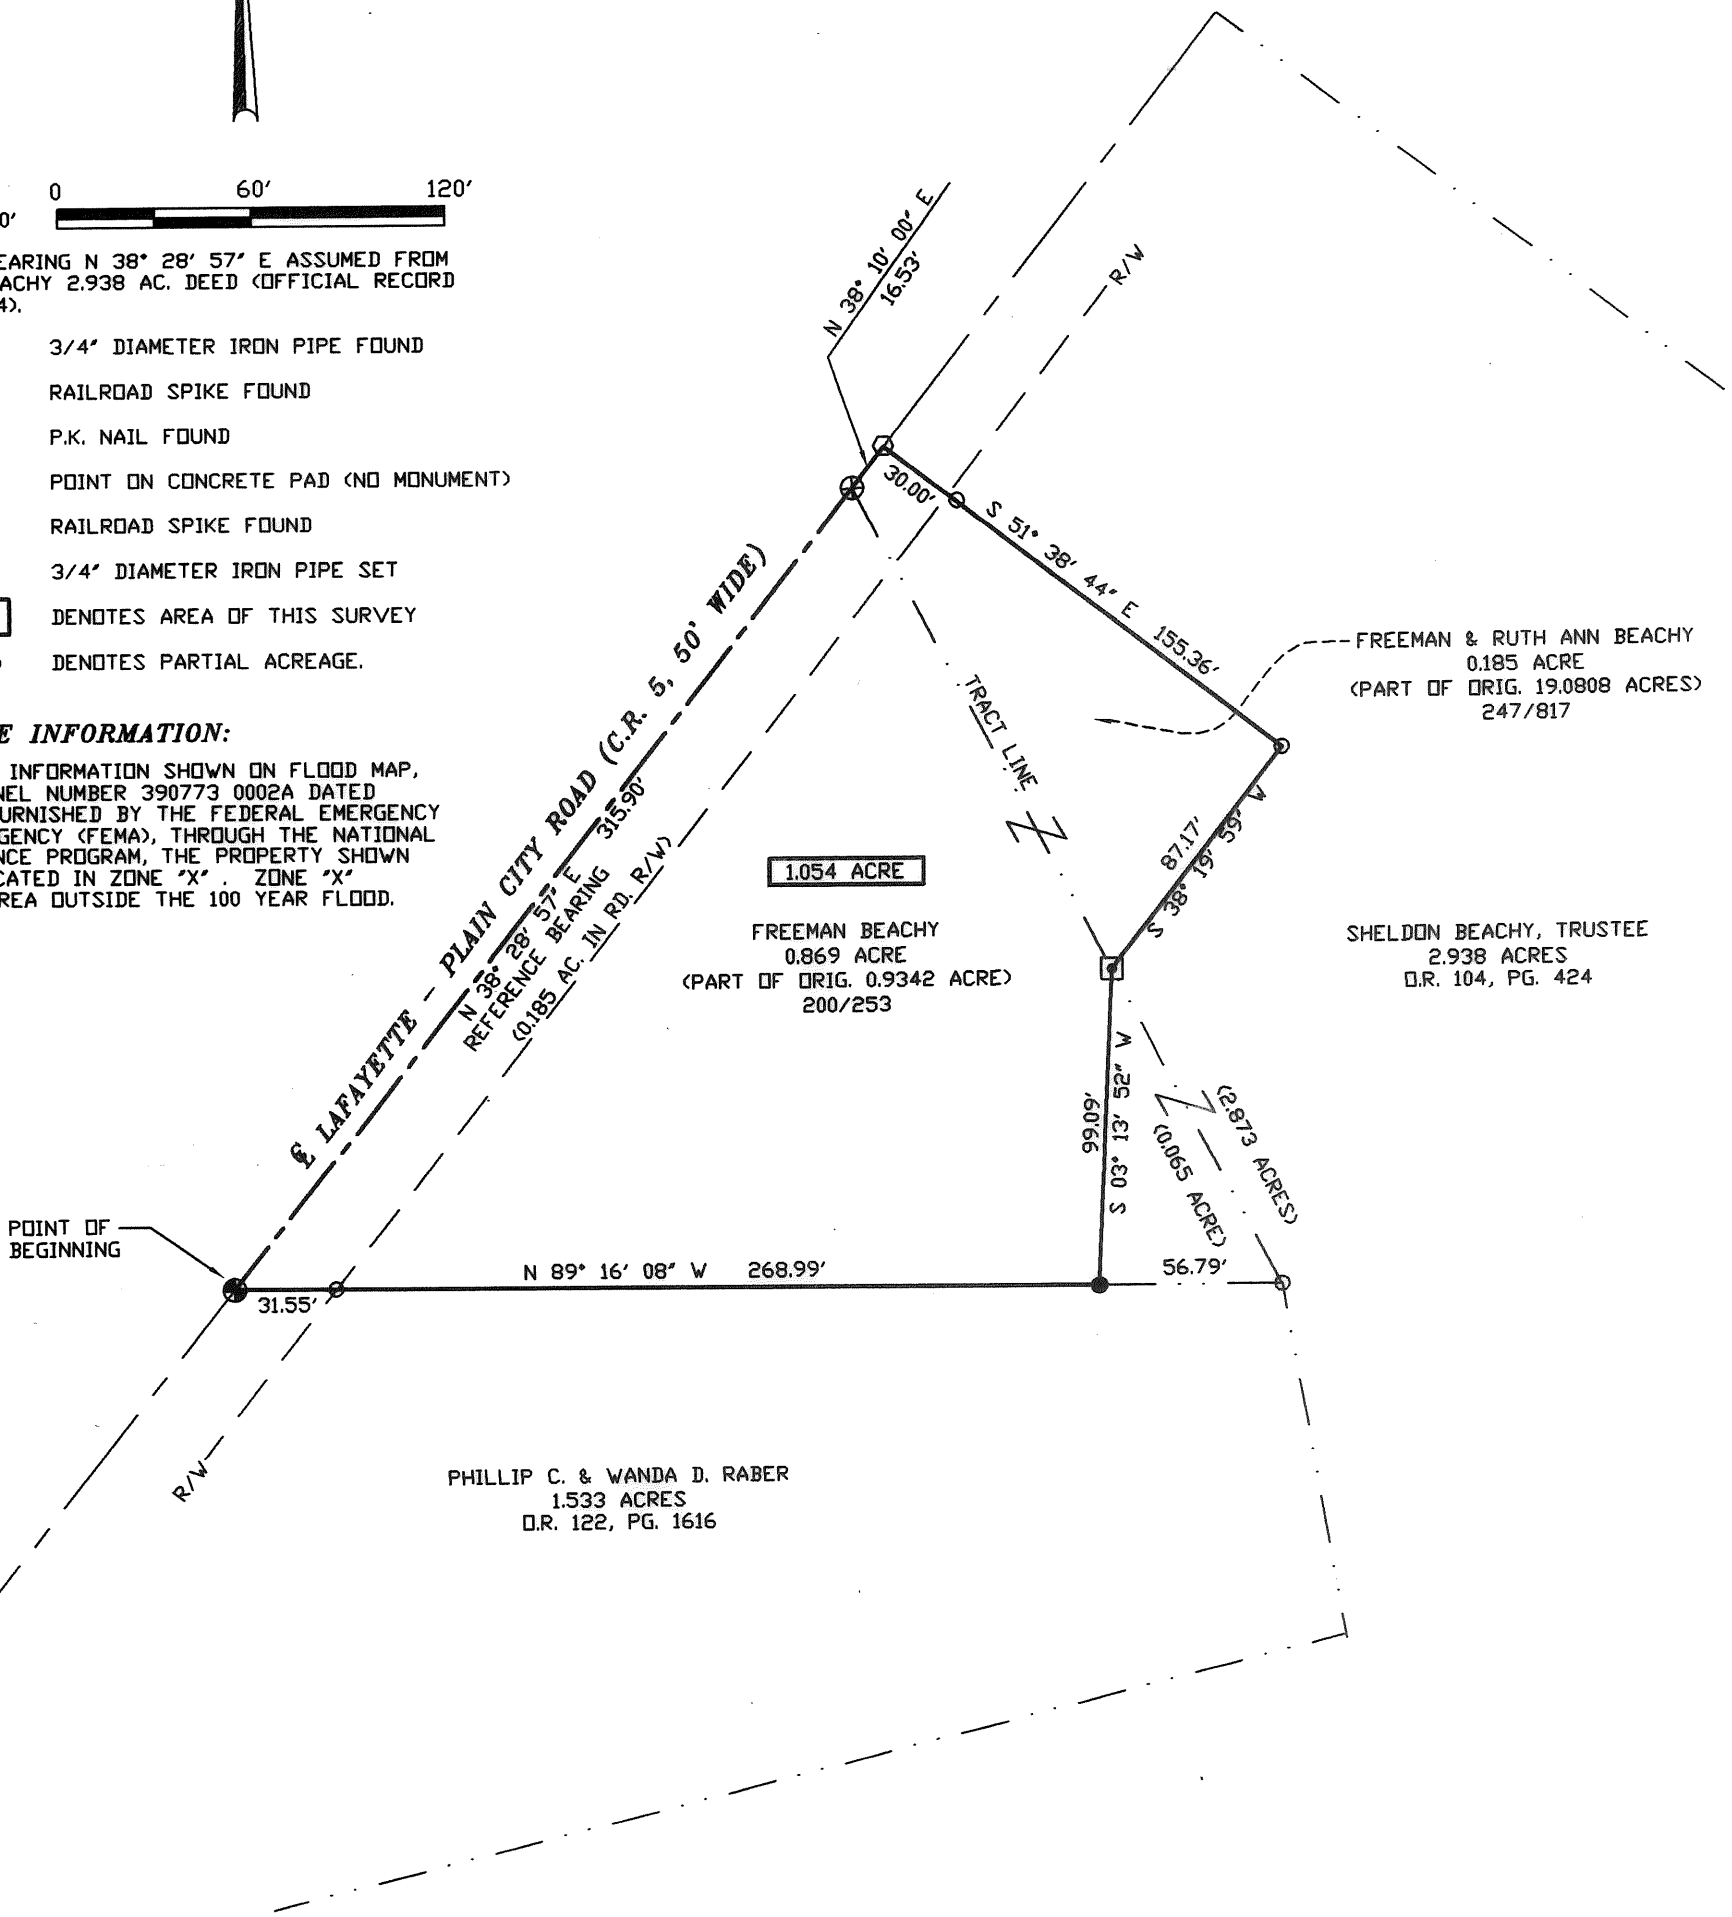 0 60' 120'
0'
EARING N 38° 28' 57" E ASSUMED FROM
ACHY 2.938 AC. DEED (OFFICIAL RECORD
4).
3/4" DIAMETER IRON PIPE FOUND
RAILROAD SPIKE FOUND
P.K. NAIL FOUND
POINT ON CONCRETE PAD (NO MONUMENT)
RAILROAD SPIKE FOUND
3/4" DIAMETER IRON PIPE SET
DENOTES AREA OF THIS SURVEY
DENOTES PARTIAL ACREAGE.
E INFORMATION:
INFORMATION SHOWN ON FLOOD MAP,
NEL NUMBER 390773 0002A DATED
URNISHED BY THE FEDERAL EMERGENCY
GENCY (FEMA), THROUGH THE NATIONAL
NCE PROGRAM, THE PROPERTY SHOWN
CATED IN ZONE "X" . ZONE "X"
REA OUTSIDE THE 100 YEAR FLOOD.
N 38° 10' 00" E
16.53'
R/W
30.00'
S 51° 38' 44" E 155.36'
FREEMAN & RUTH ANN BEACHY
0.185 ACRE
(PART OF ORIG. 19.0808 ACRES)
247/817
TRACT LINE
87.17'
S 38° 19' 59" W
℄ LAFAYETTE - PLAIN CITY ROAD (C.R. 5, 50' WIDE)
N 38° 28' 57" E 315.90'
REFERENCE BEARING
(0.185 AC. IN RD. R/W)
1.054 ACRE
FREEMAN BEACHY
0.869 ACRE
(PART OF ORIG. 0.9342 ACRE)
200/253
SHELDON BEACHY, TRUSTEE
2.938 ACRES
O.R. 104, PG. 424
99.09'
S 03° 13' 52" W
(2.873 ACRES)
(0.065 ACRE)
POINT OF
BEGINNING
N 89° 16' 08" W 268.99'
56.79'
31.55'
R/W
PHILLIP C. & WANDA D. RABER
1.533 ACRES
O.R. 122, PG. 1616